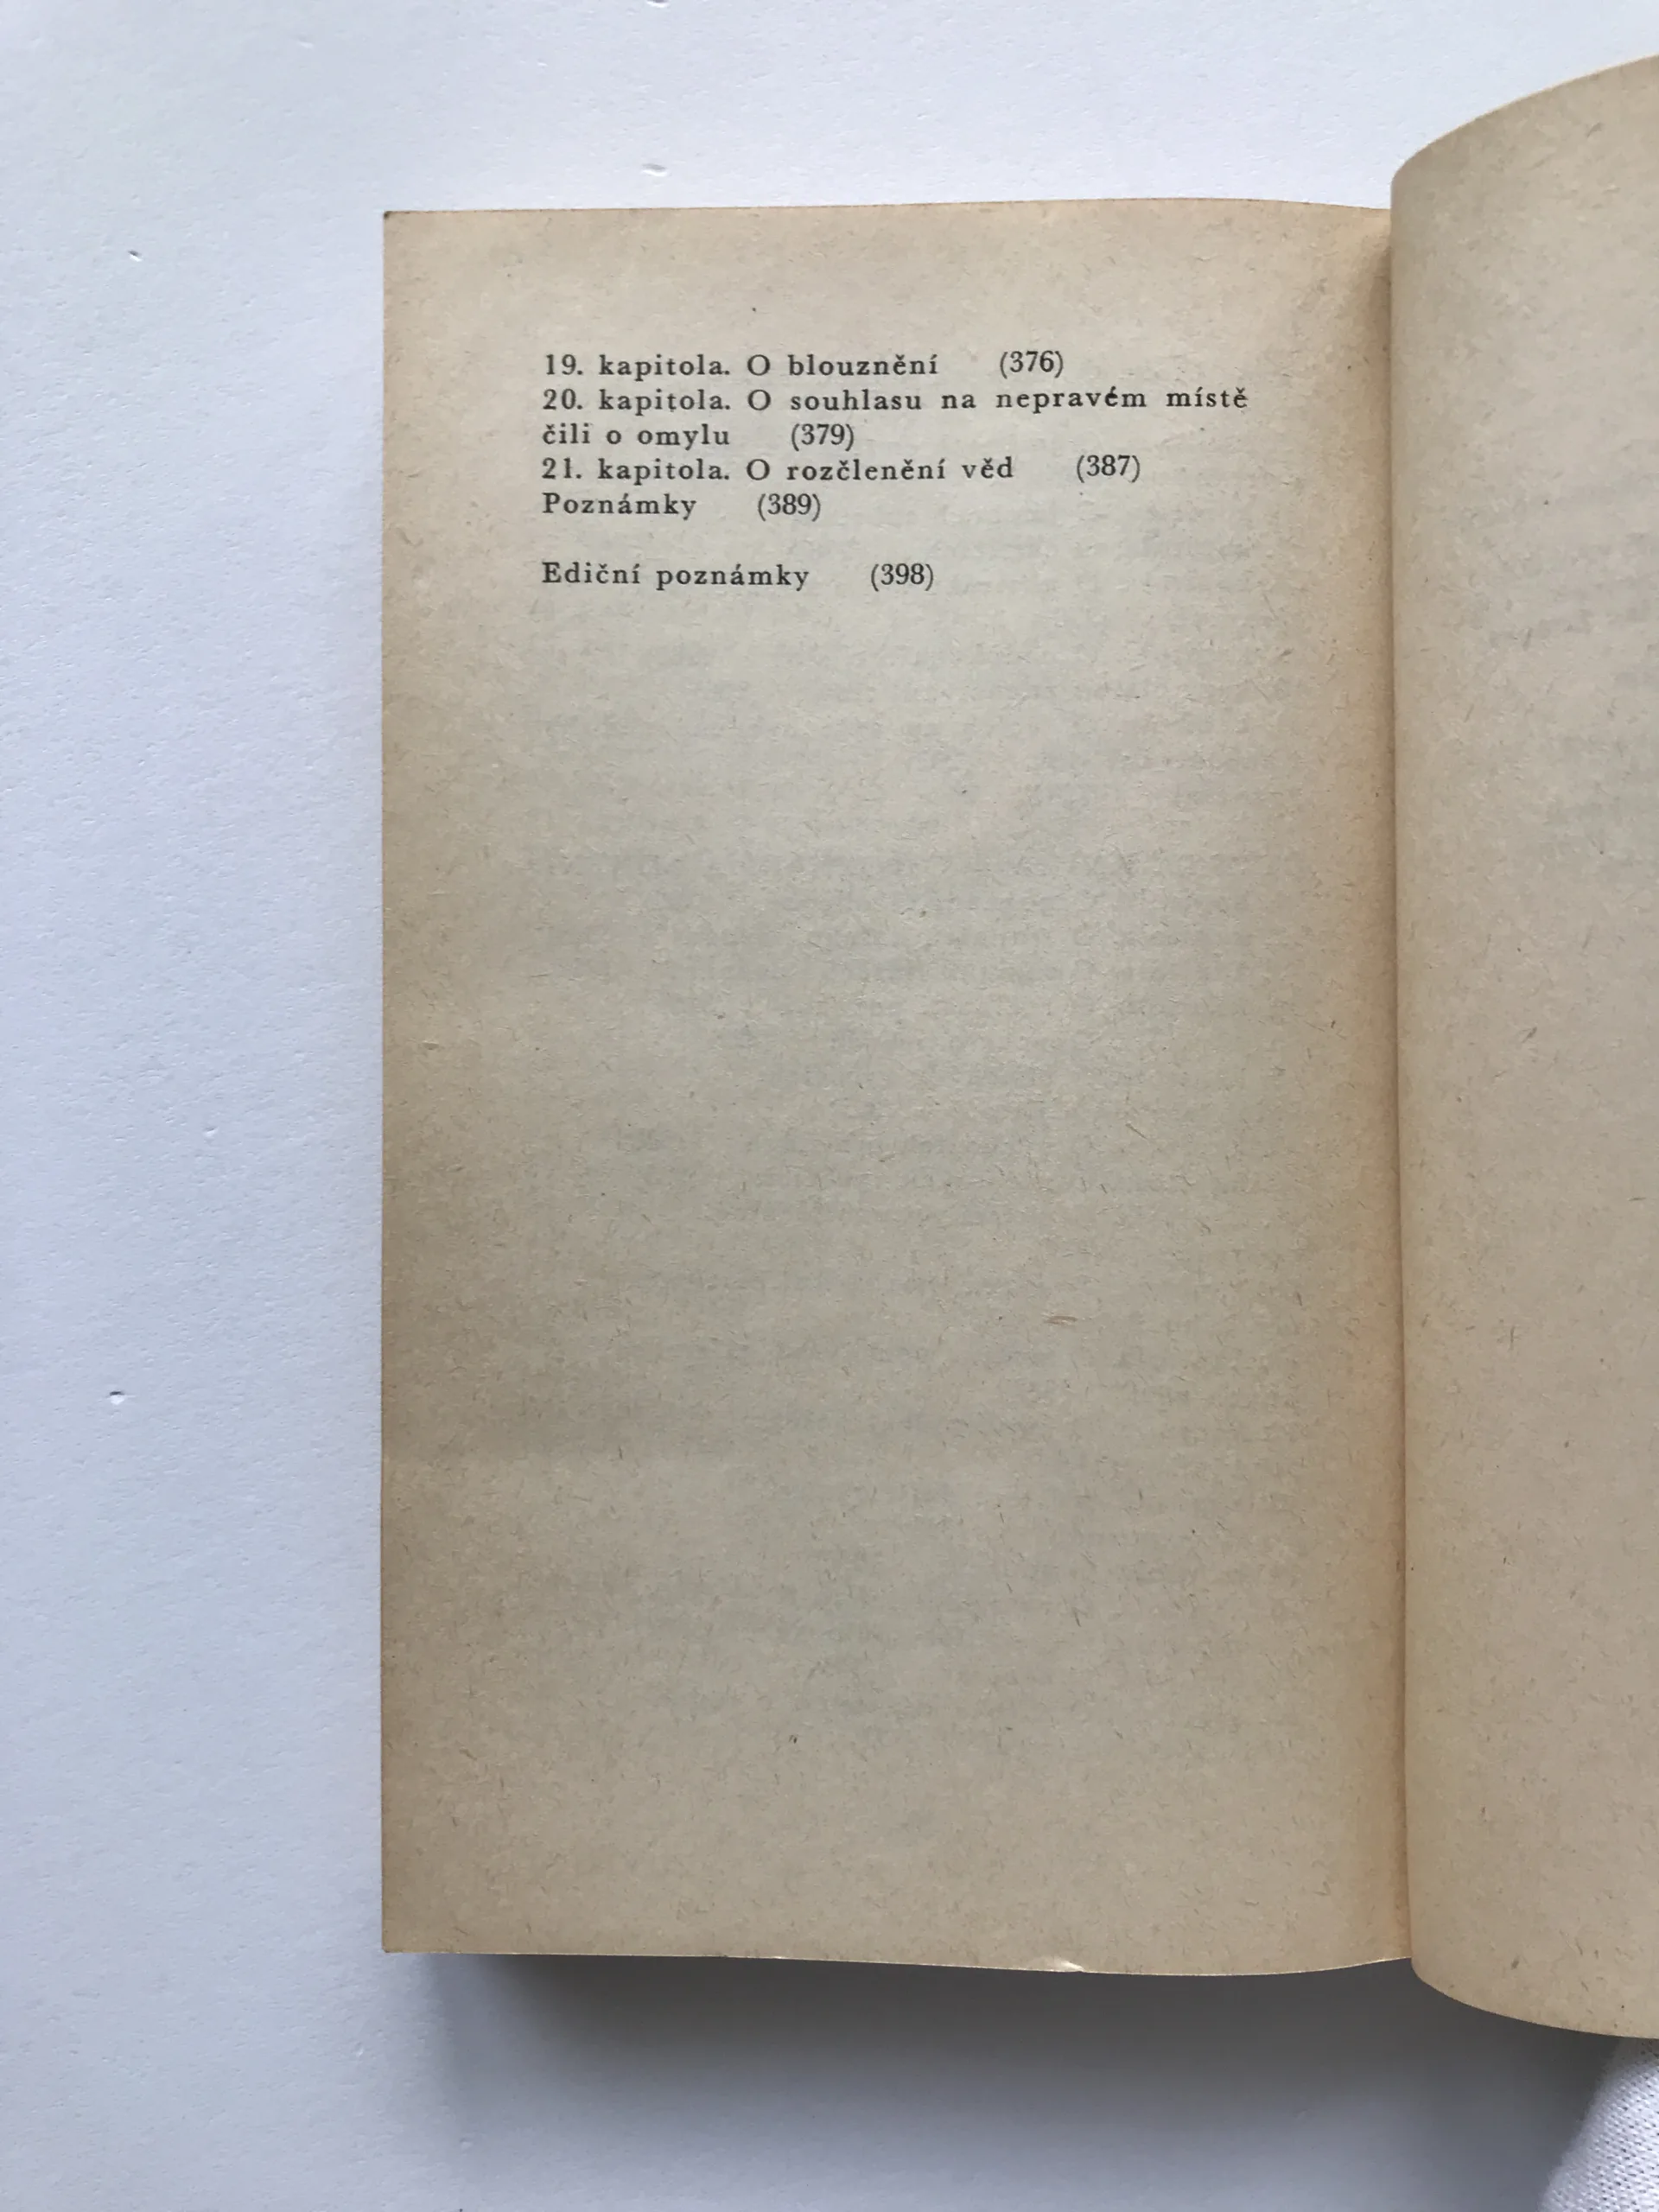 19. kapitola. O blouznění (376)
20. kapitola. O souhlasu na nepravém místě
čili o omylu (379)
21. kapitola. O rozčlenění věd (387)
Poznámky (389)
Ediční poznámky (398)